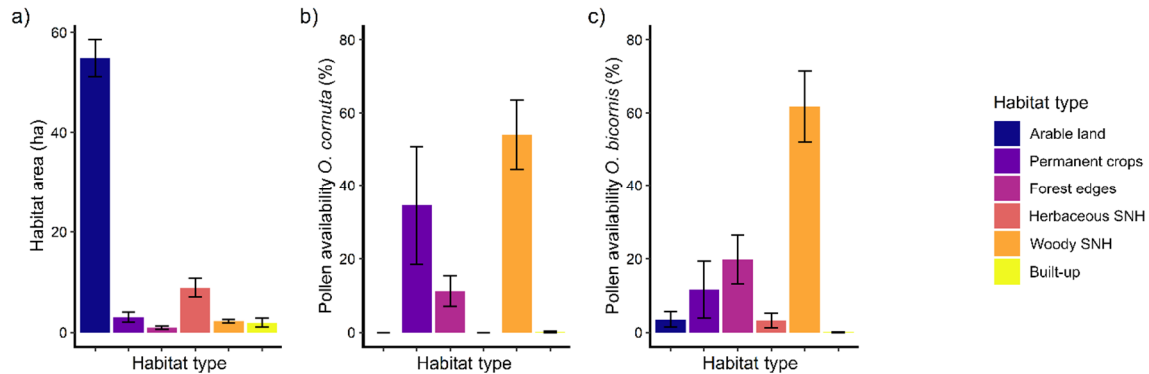 a)
Habitat area (ha)
60
40
20
0
Habitat type
b)
Pollen availability O. cornuta (%)
80
60
40
20
0
Habitat type
c)
Pollen availability O. bicornis (%)
80
60
40
20
0
Habitat type
Habitat type
Arable land
Permanent crops
Forest edges
Herbaceous SNH
Woody SNH
Built-up